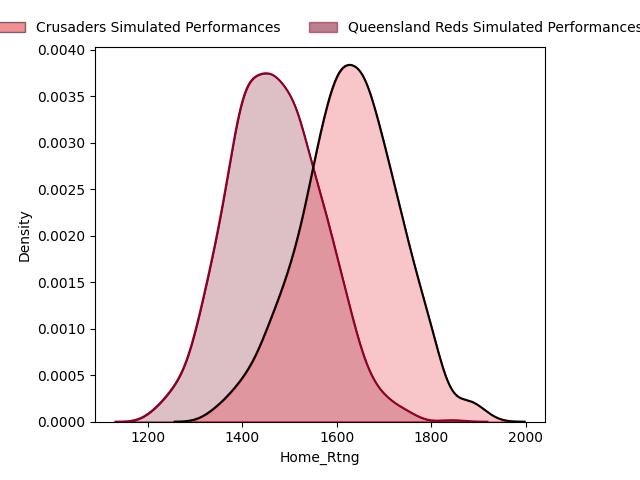 Crusaders Simulated Performances
Queensland Reds Simulated Performances
0.0040
0.0035
0.0030
0.0025
0.0020
0.0015
0.0010
0.0005
0.0000
Density
1200 1400 1600 1800 2000
Home_Rtng